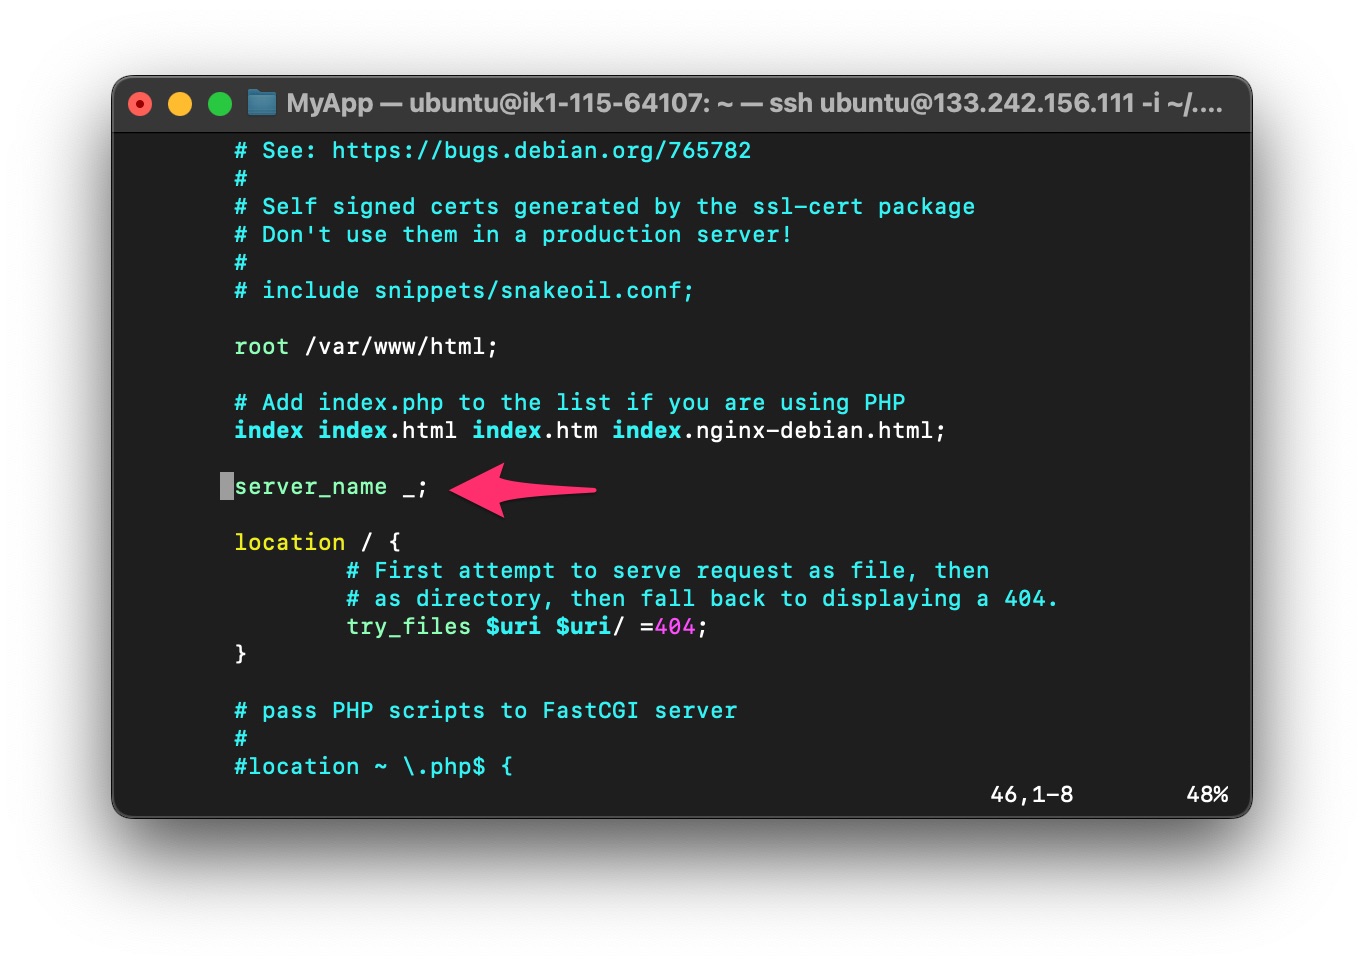 MyApp — ubuntu@ik1-115-64107: ~ — ssh ubuntu@133.242.156.111 -i ~/....
# See: https://bugs.debian.org/765782
#
# Self signed certs generated by the ssl-cert package
# Don't use them in a production server!
#
# include snippets/snakeoil.conf;
root /var/www/html;
# Add index.php to the list if you are using PHP
index index.html index.htm index.nginx-debian.html;
server_name _;
location / {
# First attempt to serve request as file, then
# as directory, then fall back to displaying a 404.
try_files $uri $uri/ =404;
}
# pass PHP scripts to FastCGI server
#
#location ~ \.php$ {
46,1-8 48%